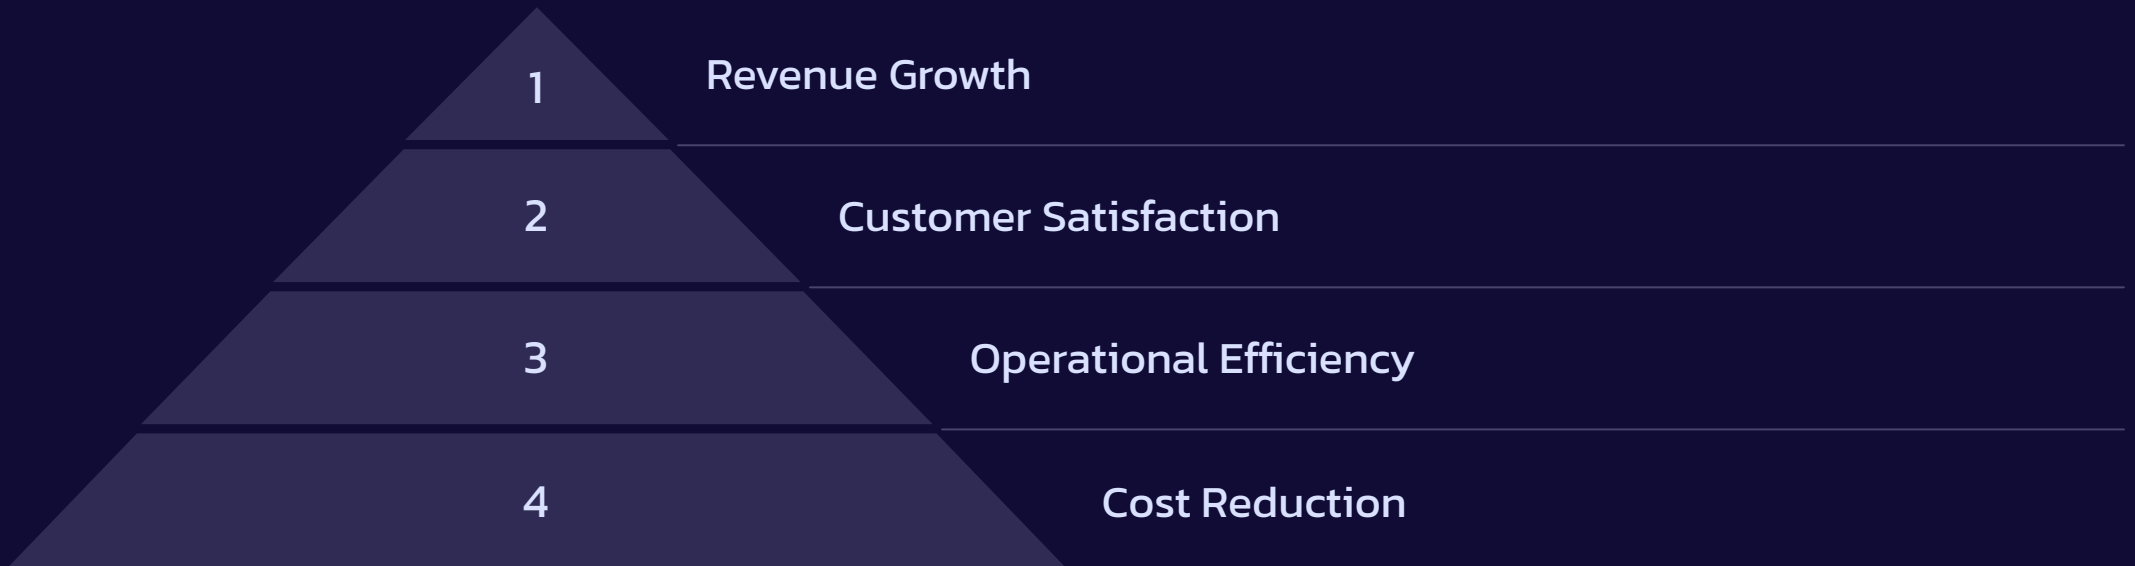 1
Revenue Growth
2
Customer Satisfaction
3
Operational Efficiency
4
Cost Reduction